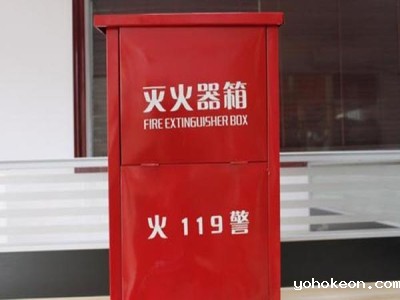 灭火器箱
FIRE EXTINGUISHER BOX
火 119 警
yohokeon.com